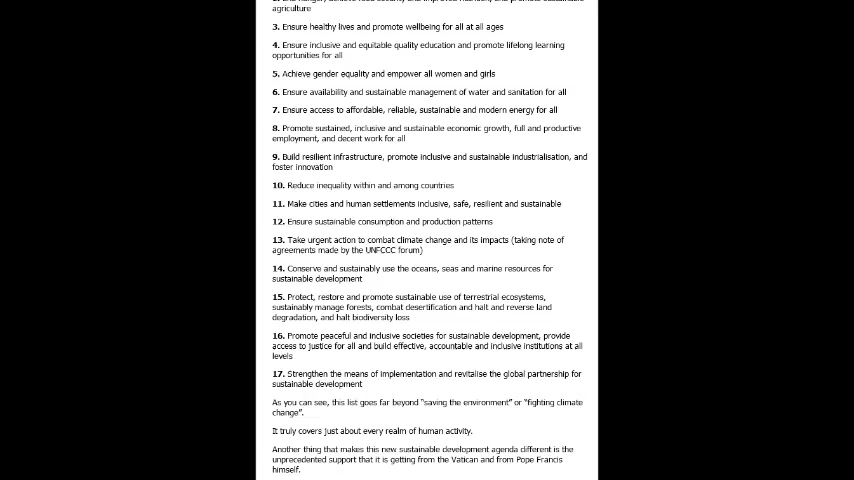 agriculture
3. Ensure healthy lives and promote wellbeing for all at all ages
4. Ensure inclusive and equitable quality education and promote lifelong learning
opportunities for all
5. Achieve gender equality and empower all women and girls
6. Ensure availability and sustainable management of water and sanitation for all
7. Ensure access to affordable, reliable, sustainable and modern energy for all
8. Promote sustained, inclusive and sustainable economic growth, full and productive
employment, and decent work for all
9. Build resilient infrastructure, promote inclusive and sustainable industrialisation, and
foster innovation
10. Reduce inequality within and among countries
11. Make cities and human settlements inclusive, safe, resilient and sustainable
12. Ensure sustainable consumption and production patterns
13. Take urgent action to combat climate change and its impacts (taking note of
agreements made by the UNFCCC forum)
14. Conserve and sustainably use the oceans, seas and marine resources for
sustainable development
15. Protect, restore and promote sustainable use of terrestrial ecosystems,
sustainably manage forests, combat desertification and halt and reverse land
degradation, and halt biodiversity loss
16. Promote peaceful and inclusive societies for sustainable development, provide
access to justice for all and build effective, accountable and inclusive institutions at all
levels
17. Strengthen the means of implementation and revitalise the global partnership for
sustainable development
As you can see, this list goes far beyond “saving the environment” or “fighting climate
change”.
It truly covers just about every realm of human activity.
Another thing that makes this new sustainable development agenda different is the
unprecedented support that it is getting from the Vatican and from Pope Francis
himself.